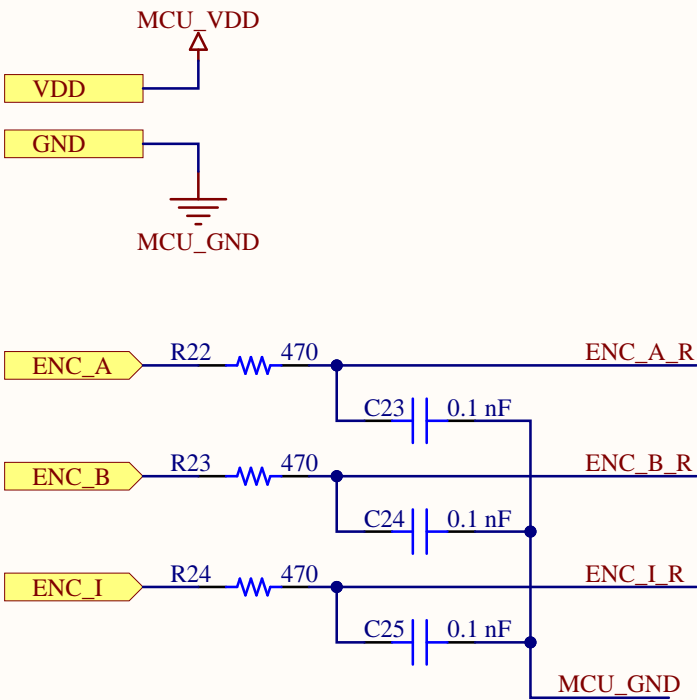 MCU_VDD
VDD
GND
MCU_GND
ENC_A R22 470 ENC_A_R
C23 0.1 nF
ENC_B R23 470 ENC_B_R
C24 0.1 nF
ENC_I R24 470 ENC_I_R
C25 0.1 nF
MCU_GND